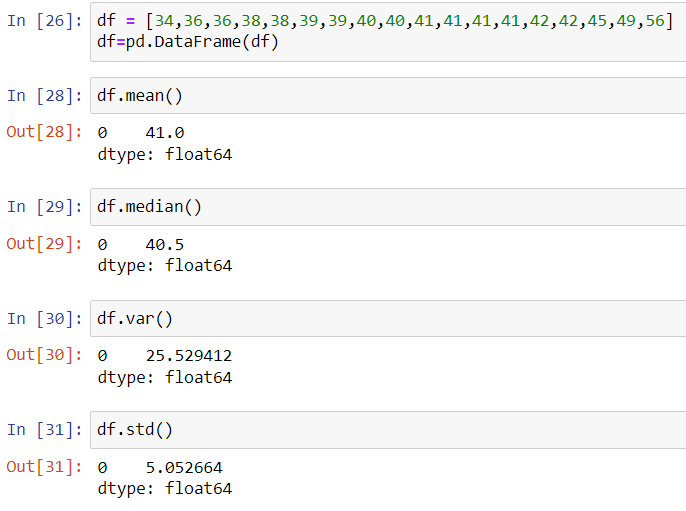 In [26]: df = [34,36,36,38,38,39,39,40,40,41,41,41,41,42,42,45,49,56]
df=pd.DataFrame(df)
In [28]: df.mean()
Out[28]: 0    41.0
dtype: float64
In [29]: df.median()
Out[29]: 0    40.5
dtype: float64
In [30]: df.var()
Out[30]: 0    25.529412
dtype: float64
In [31]: df.std()
Out[31]: 0    5.052664
dtype: float64